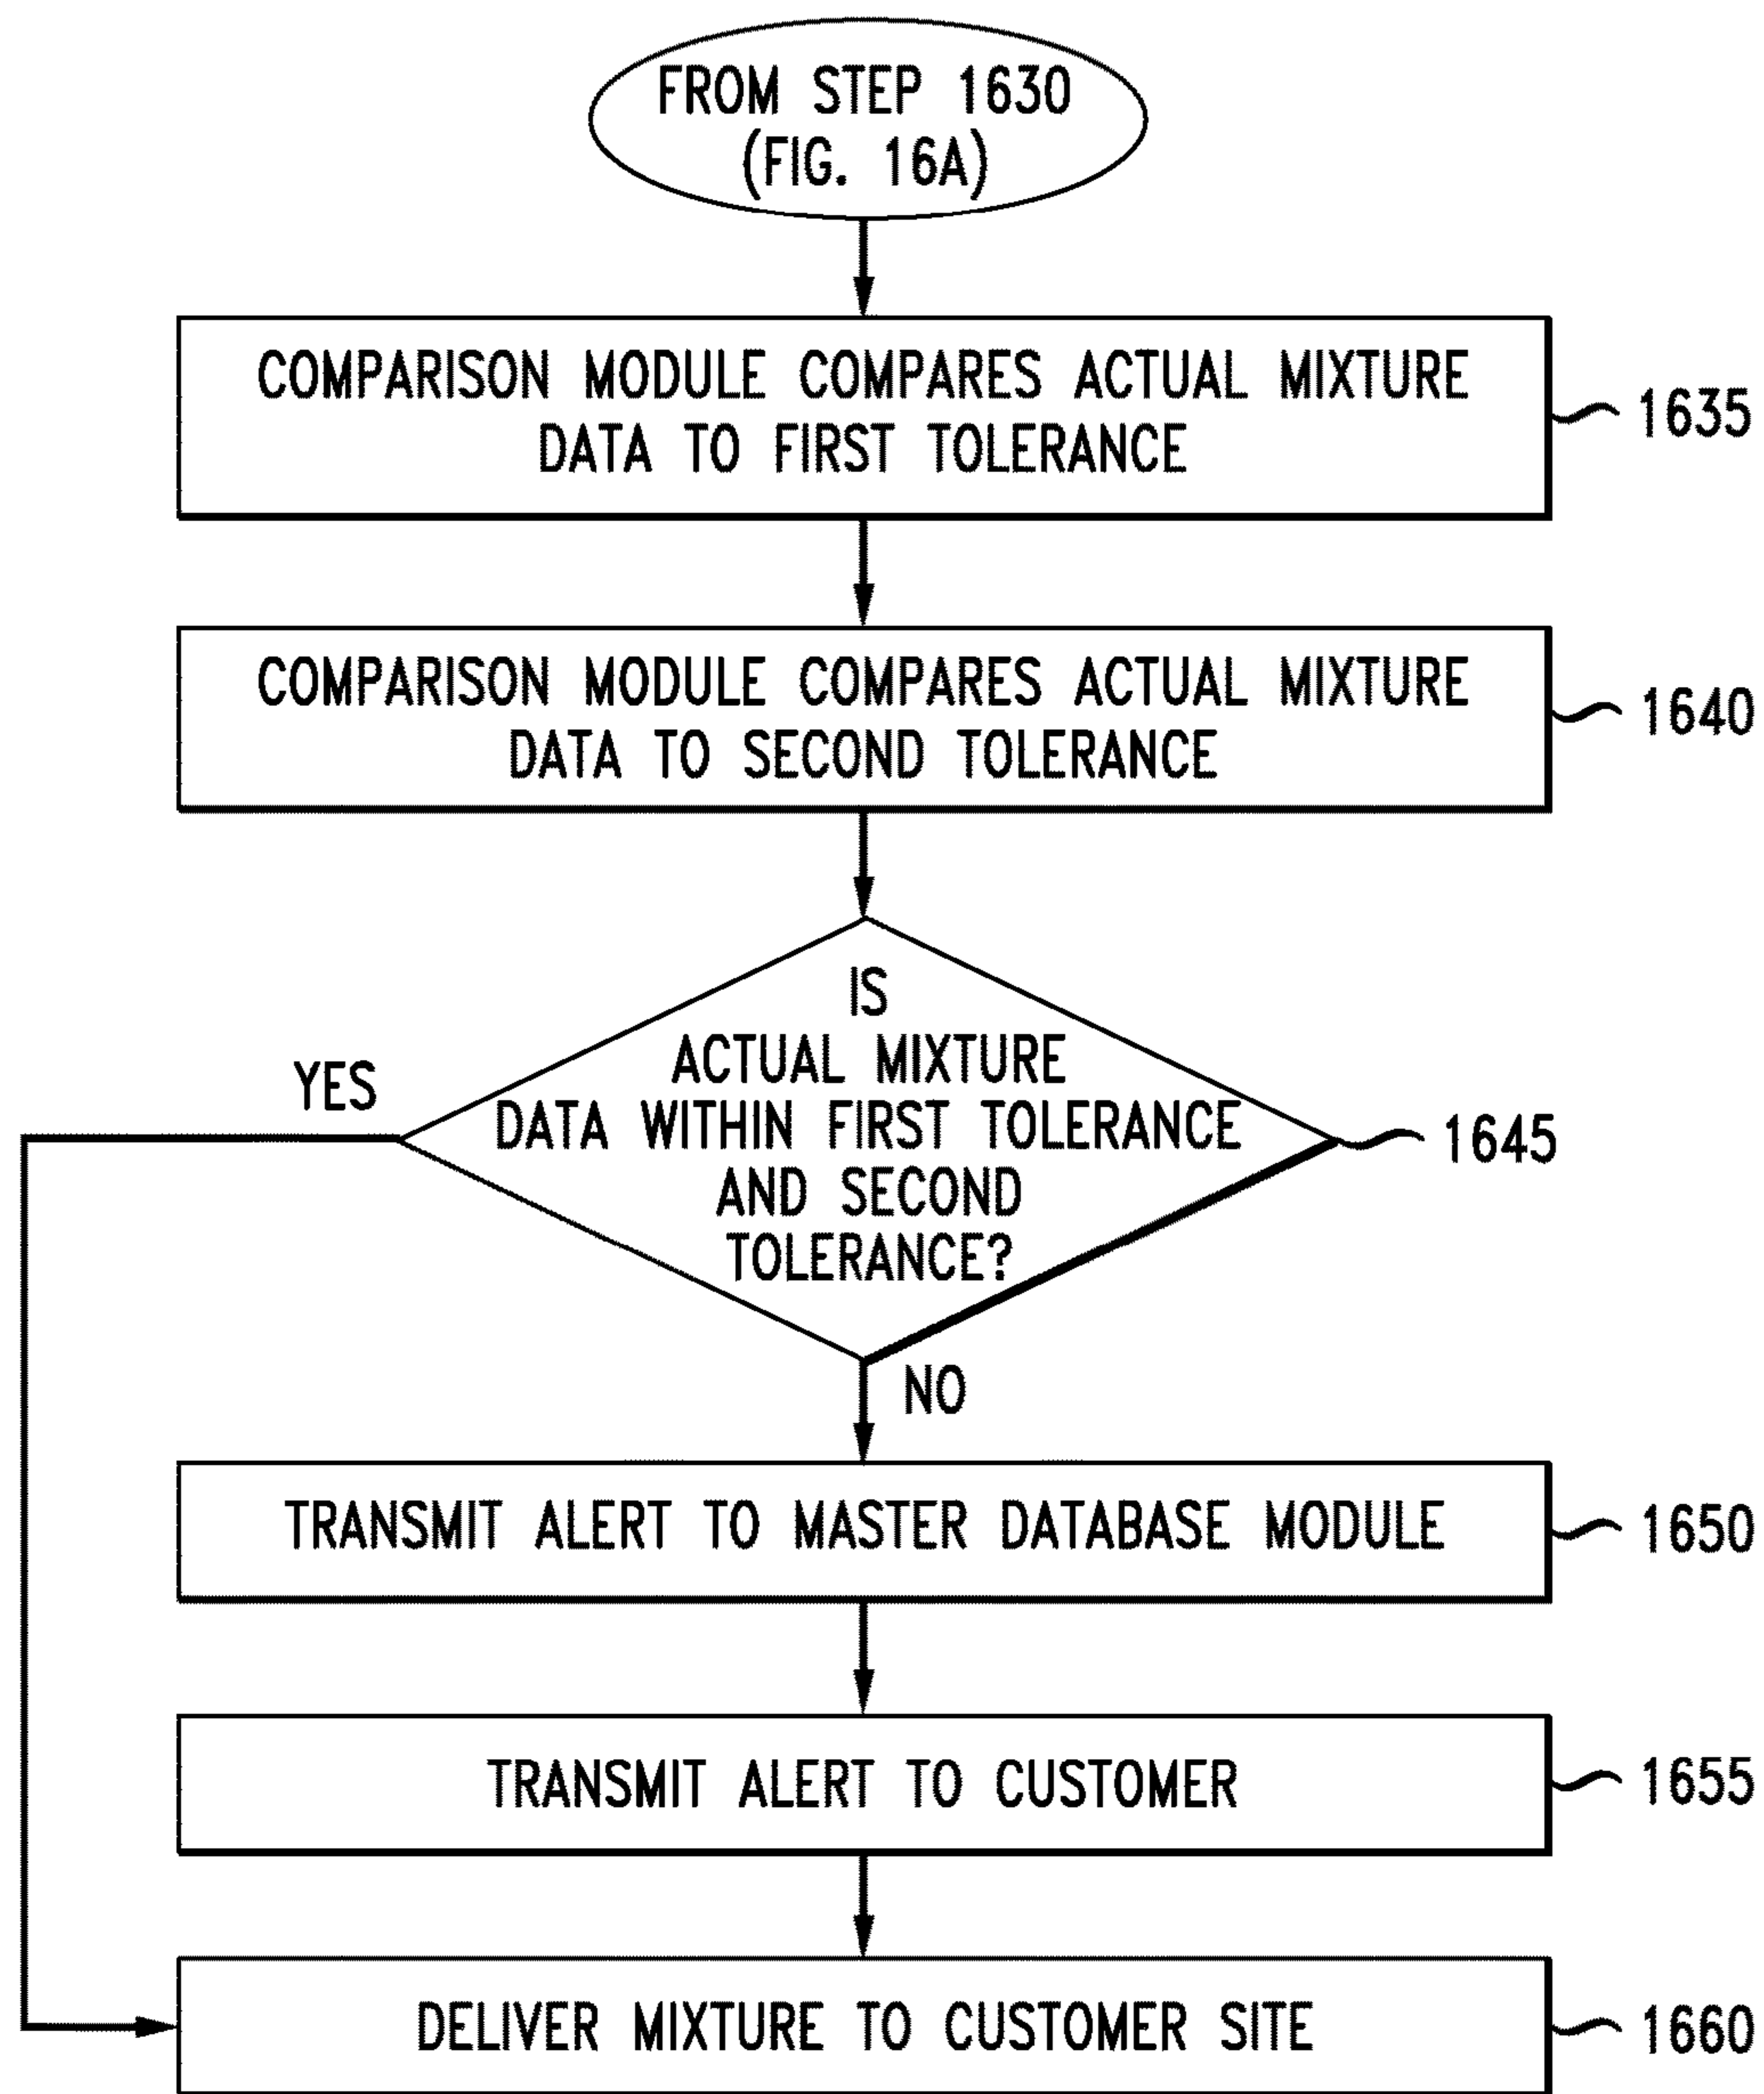 FROM STEP 1630
(FIG. 16A)
COMPARISON MODULE COMPARES ACTUAL MIXTURE
DATA TO FIRST TOLERANCE
1635
COMPARISON MODULE COMPARES ACTUAL MIXTURE
DATA TO SECOND TOLERANCE
1640
IS
ACTUAL MIXTURE
DATA WITHIN FIRST TOLERANCE
AND SECOND
TOLERANCE?
1645
YES
NO
TRANSMIT ALERT TO MASTER DATABASE MODULE
1650
TRANSMIT ALERT TO CUSTOMER
1655
DELIVER MIXTURE TO CUSTOMER SITE
1660